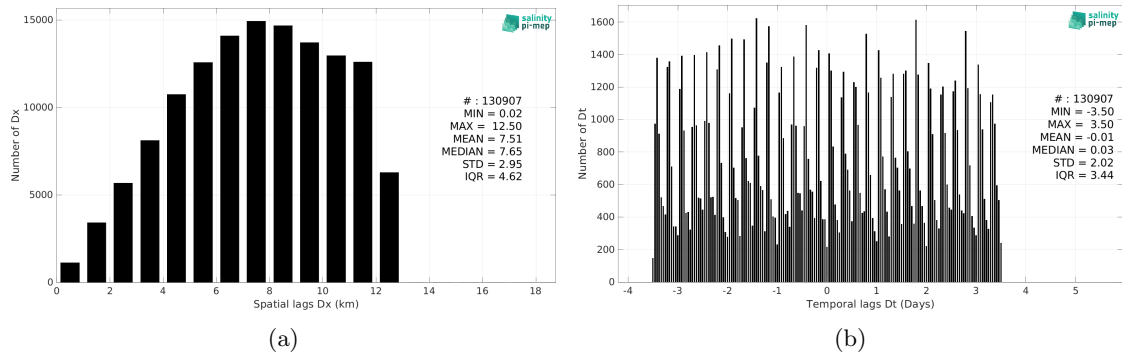 salinity
pi-mep
15000
10000
5000
0
Number of Dx
# : 130907
MIN = 0.02
MAX = 12.50
MEAN = 7.51
MEDIAN = 7.65
STD = 2.95
IQR = 4.62
0 2 4 6 8 10 12 14 16 18
Spatial lags Dx (km)
(a)
salinity
pi-mep
1600
1400
1200
1000
800
600
400
200
0
Number of Dt
# : 130907
MIN = -3.50
MAX = 3.50
MEAN = -0.01
MEDIAN = 0.03
STD = 2.02
IQR = 3.44
-4 -3 -2 -1 0 1 2 3 4 5
Temporal lags Dt (Days)
(b)